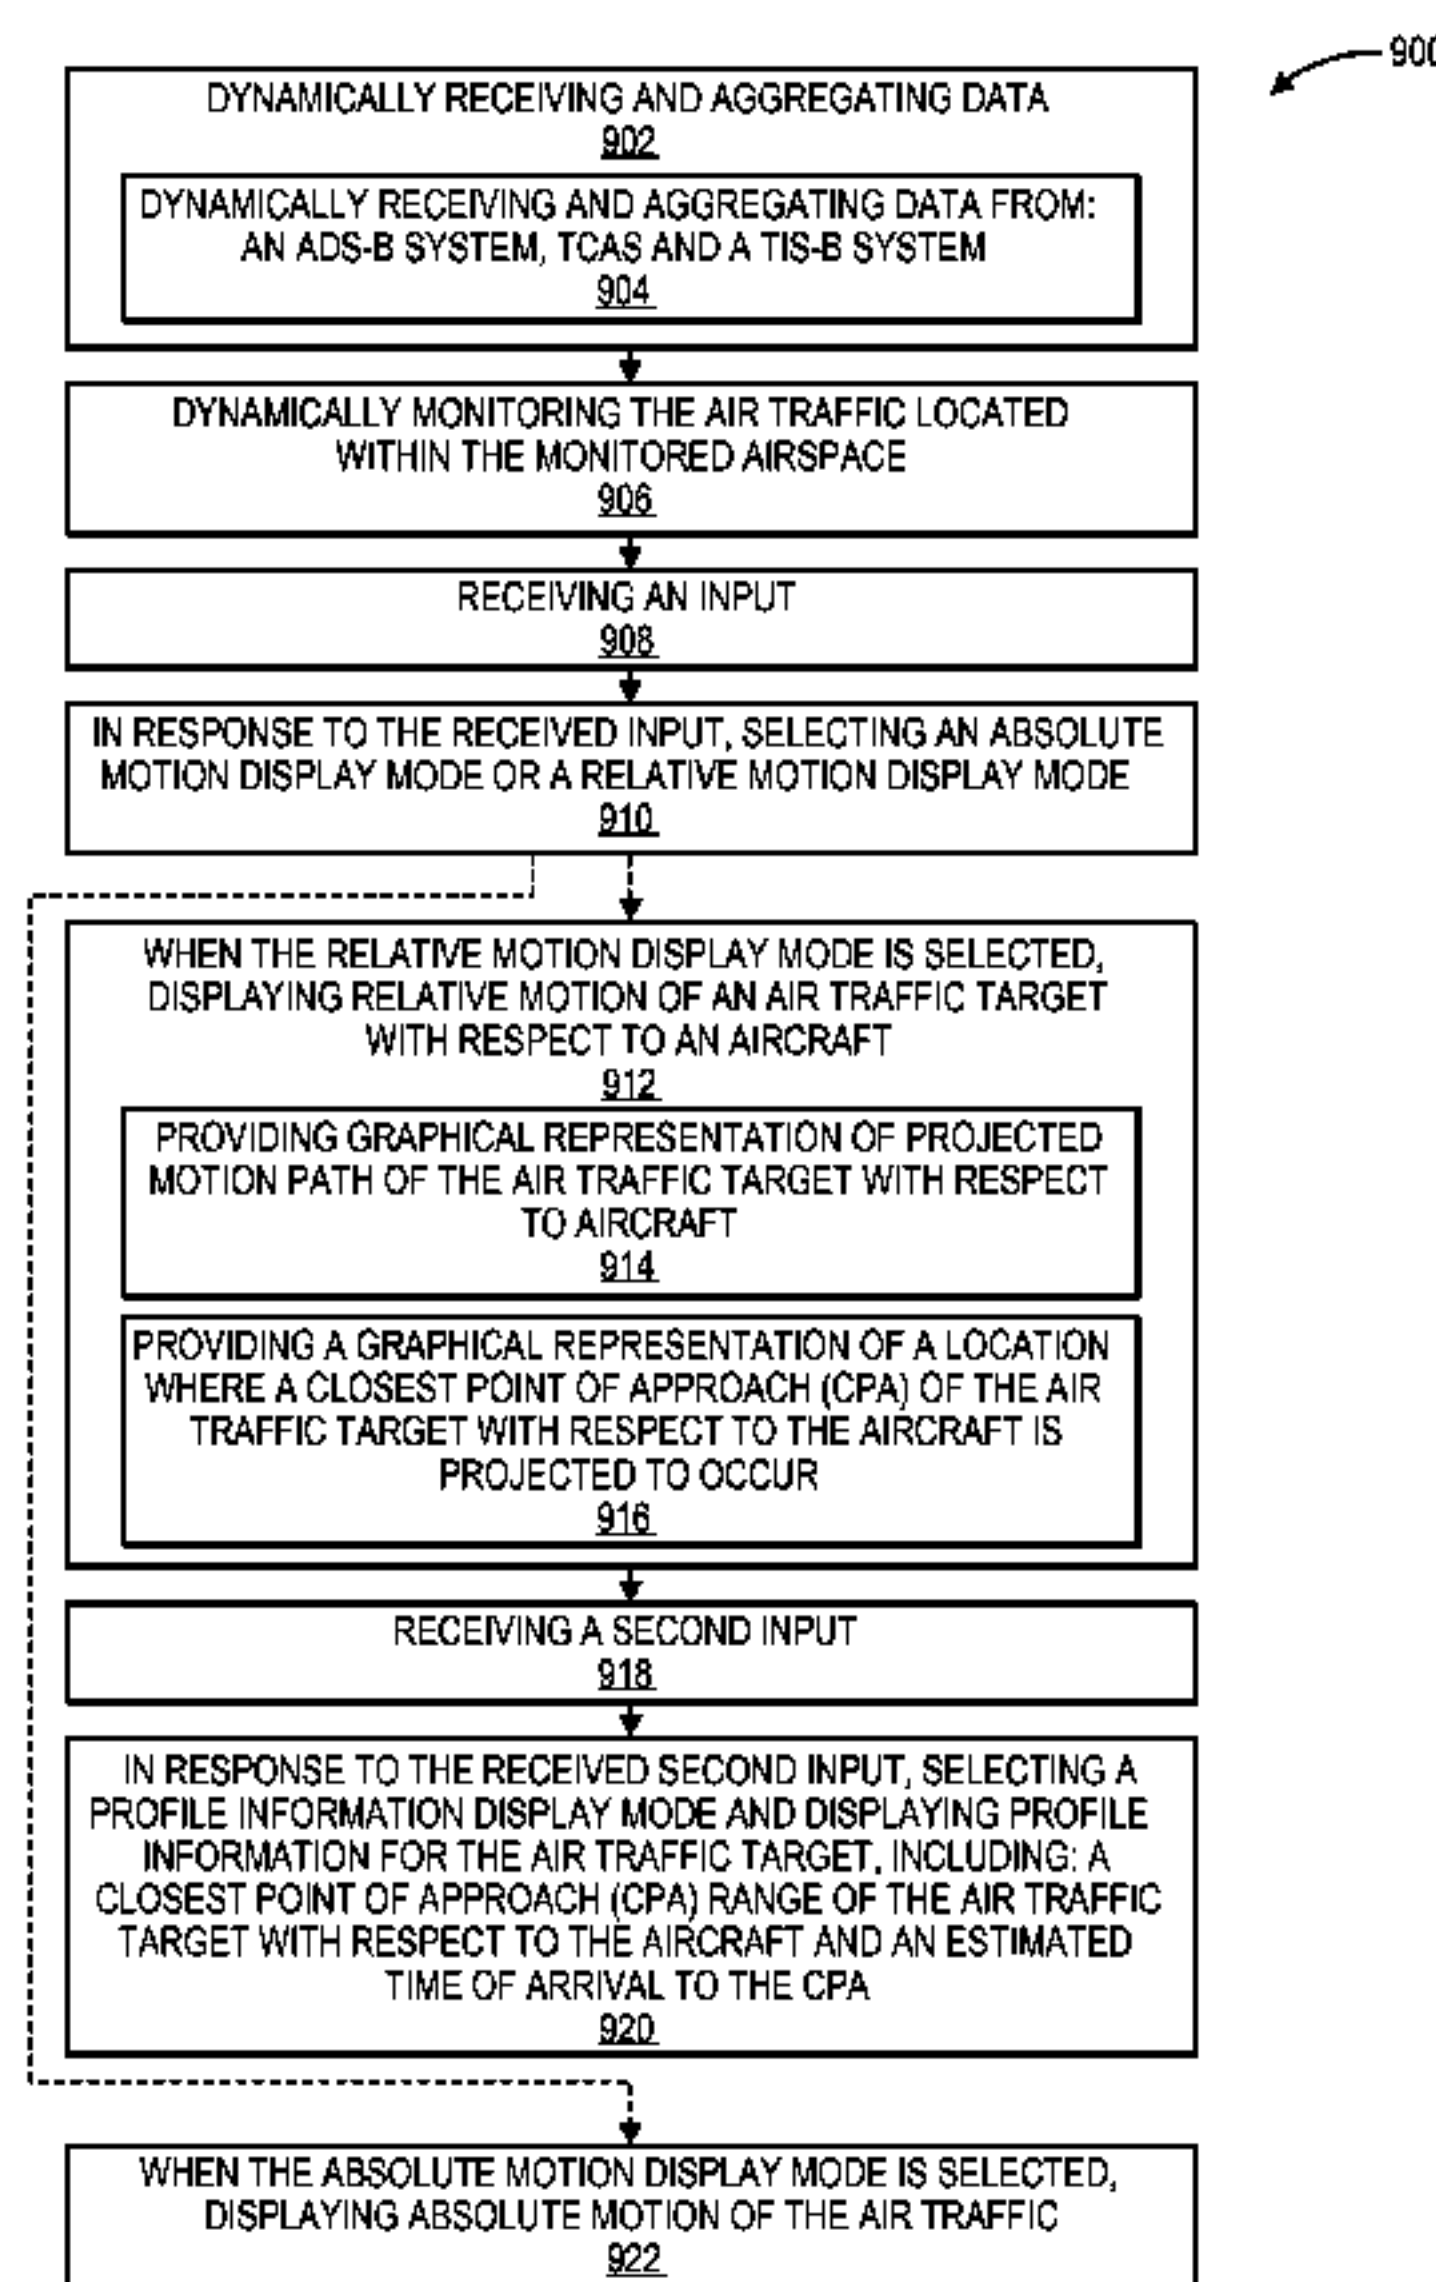 900
DYNAMICALLY RECEIVING AND AGGREGATING DATA
902
DYNAMICALLY RECEIVING AND AGGREGATING DATA FROM:
AN ADS-B SYSTEM, TCAS AND A TIS-B SYSTEM
904
DYNAMICALLY MONITORING THE AIR TRAFFIC LOCATED
WITHIN THE MONITORED AIRSPACE
906
RECEIVING AN INPUT
908
IN RESPONSE TO THE RECEIVED INPUT, SELECTING AN ABSOLUTE
MOTION DISPLAY MODE OR A RELATIVE MOTION DISPLAY MODE
910
WHEN THE RELATIVE MOTION DISPLAY MODE IS SELECTED,
DISPLAYING RELATIVE MOTION OF AN AIR TRAFFIC TARGET
WITH RESPECT TO AN AIRCRAFT
912
PROVIDING GRAPHICAL REPRESENTATION OF PROJECTED
MOTION PATH OF THE AIR TRAFFIC TARGET WITH RESPECT
TO AIRCRAFT
914
PROVIDING A GRAPHICAL REPRESENTATION OF A LOCATION
WHERE A CLOSEST POINT OF APPROACH (CPA) OF THE AIR
TRAFFIC TARGET WITH RESPECT TO THE AIRCRAFT IS
PROJECTED TO OCCUR
916
RECEIVING A SECOND INPUT
918
IN RESPONSE TO THE RECEIVED SECOND INPUT, SELECTING A
PROFILE INFORMATION DISPLAY MODE AND DISPLAYING PROFILE
INFORMATION FOR THE AIR TRAFFIC TARGET, INCLUDING: A
CLOSEST POINT OF APPROACH (CPA) RANGE OF THE AIR TRAFFIC
TARGET WITH RESPECT TO THE AIRCRAFT AND AN ESTIMATED
TIME OF ARRIVAL TO THE CPA
920
WHEN THE ABSOLUTE MOTION DISPLAY MODE IS SELECTED,
DISPLAYING ABSOLUTE MOTION OF THE AIR TRAFFIC
922